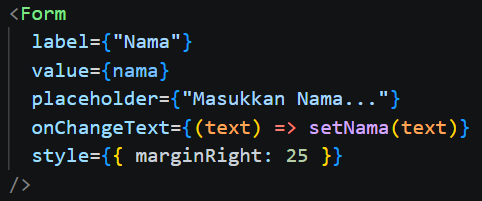 <Form
label={"Nama"}
value={nama}
placeholder={"Masukkan Nama..."}
onChangeText={(text) => setNama(text)}
style={{ marginRight: 25 }}
/>